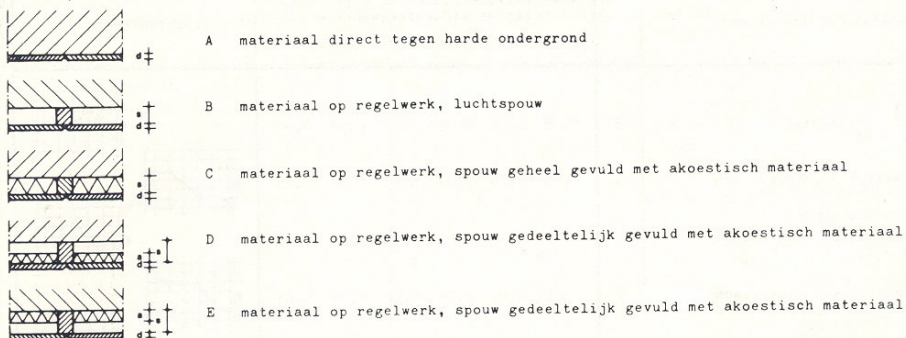 A materiaal direct tegen harde ondergrond
d
B materiaal op regelwerk, luchtspouw
s
d
C materiaal op regelwerk, spouw geheel gevuld met akoestisch materiaal
s
d
D materiaal op regelwerk, spouw gedeeltelijk gevuld met akoestisch materiaal
a s
d
E materiaal op regelwerk, spouw gedeeltelijk gevuld met akoestisch materiaal
a s
d